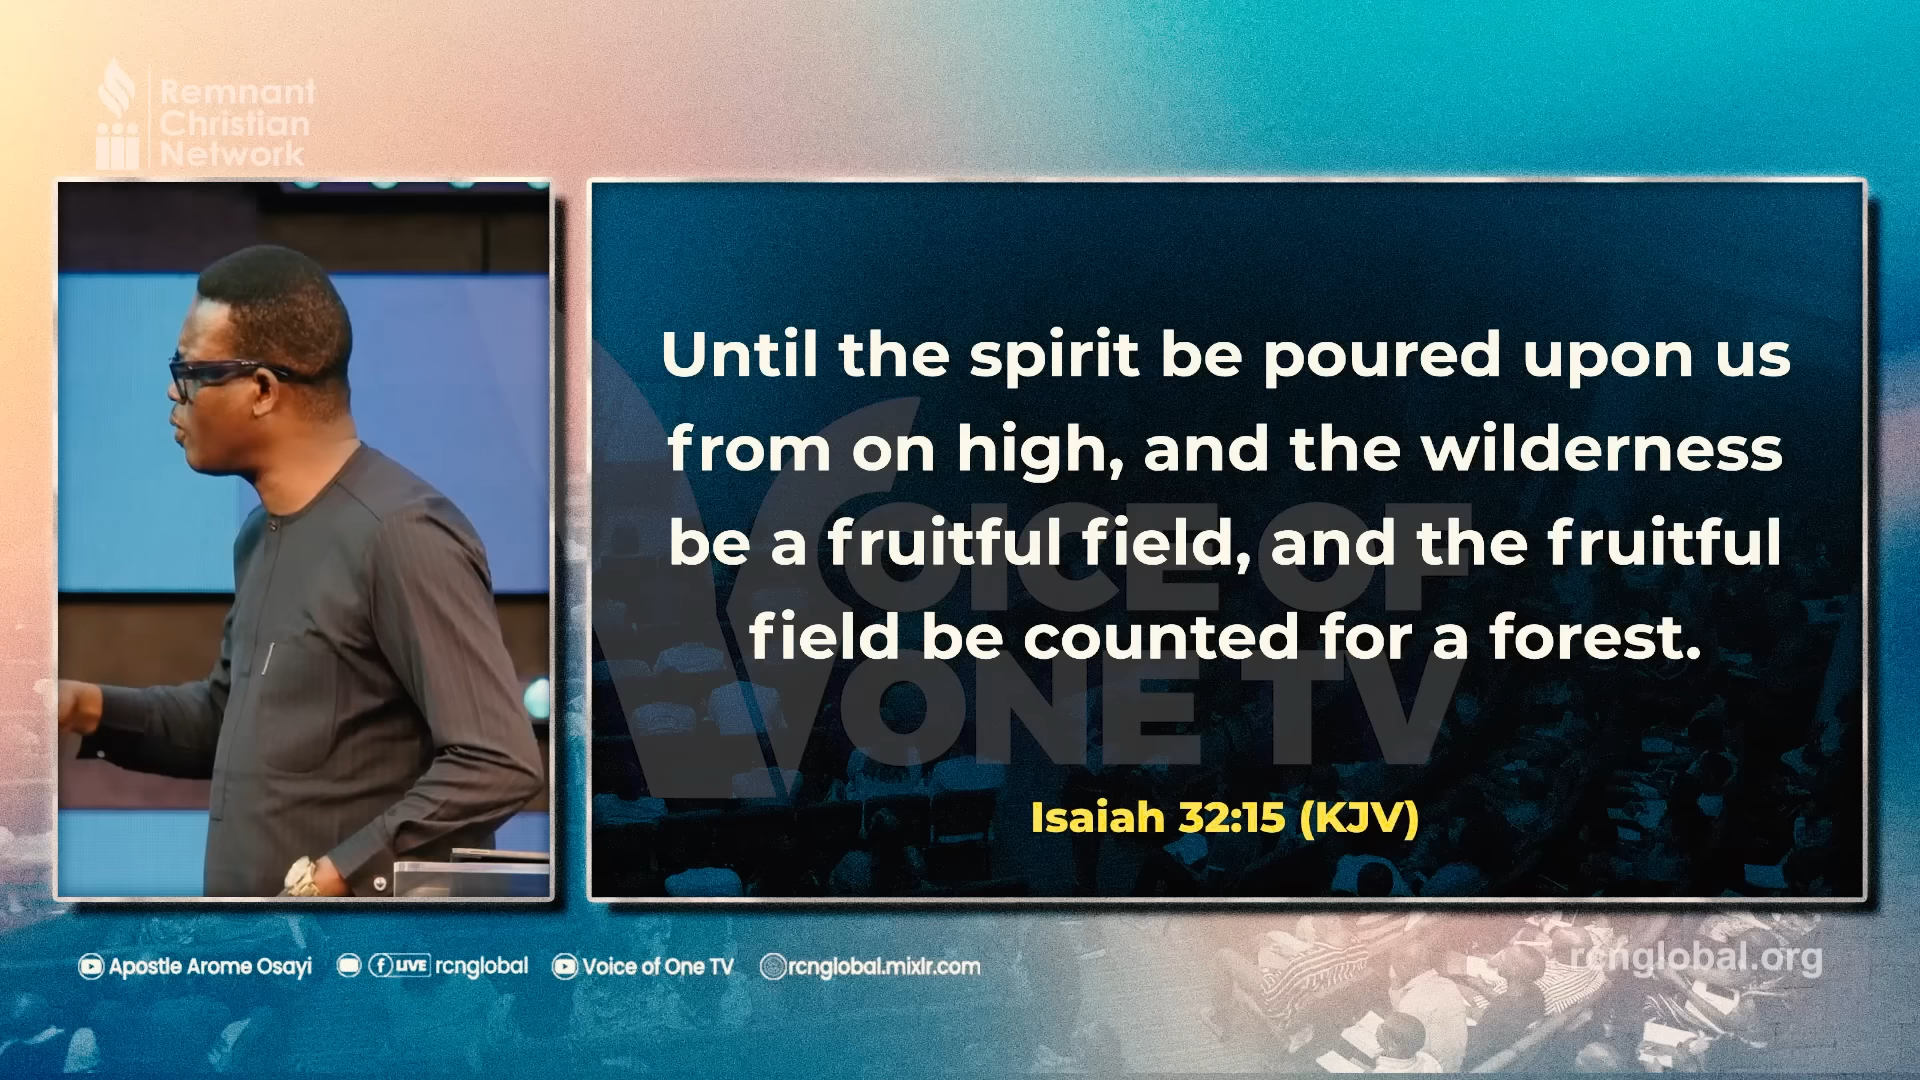 Remnant
Christian
Network
Until the spirit be poured upon us
from on high, and the wilderness
be a fruitful field, and the fruitful
field be counted for a forest.
VOICE OF
ONE TV
Isaiah 32:15 (KJV)
Apostle Arome Osayi LIVE rcnglobal Voice of One TV rcnglobal.mixlr.com
rcnglobal.org